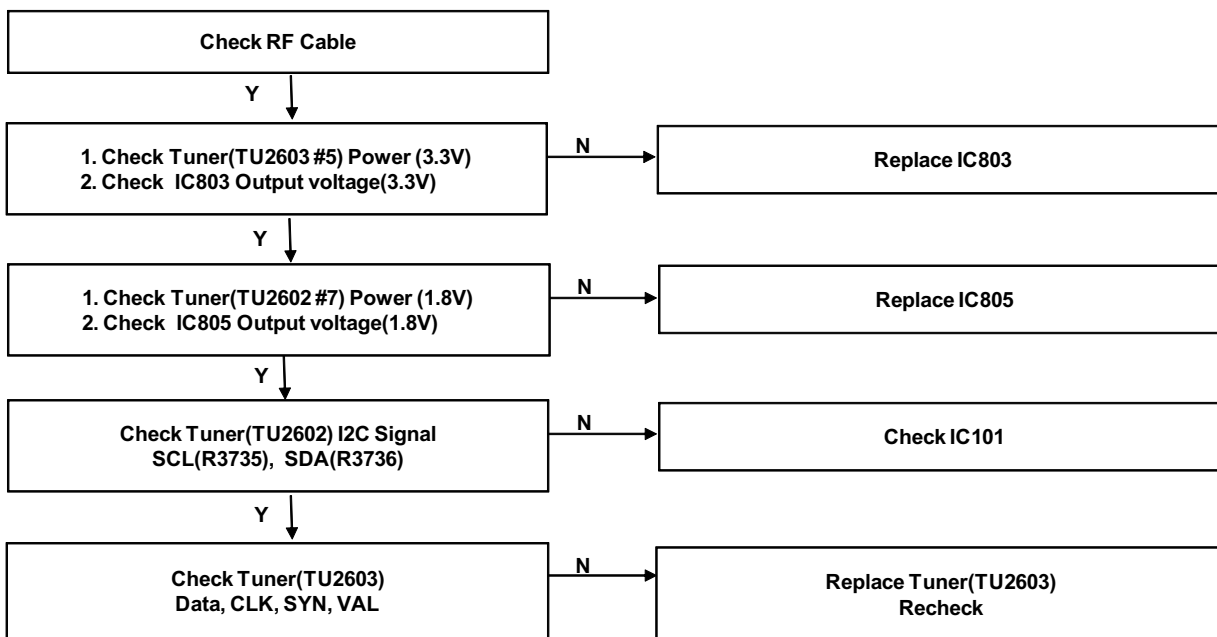 Check RF Cable
Y
1. Check Tuner(TU2603 #5) Power (3.3V)
2. Check IC803 Output voltage(3.3V)
N
Replace IC803
Y
1. Check Tuner(TU2602 #7) Power (1.8V)
2. Check IC805 Output voltage(1.8V)
N
Replace IC805
Y
Check Tuner(TU2602) I2C Signal
SCL(R3735), SDA(R3736)
N
Check IC101
Y
Check Tuner(TU2603)
Data, CLK, SYN, VAL
N
Replace Tuner(TU2603)
Recheck